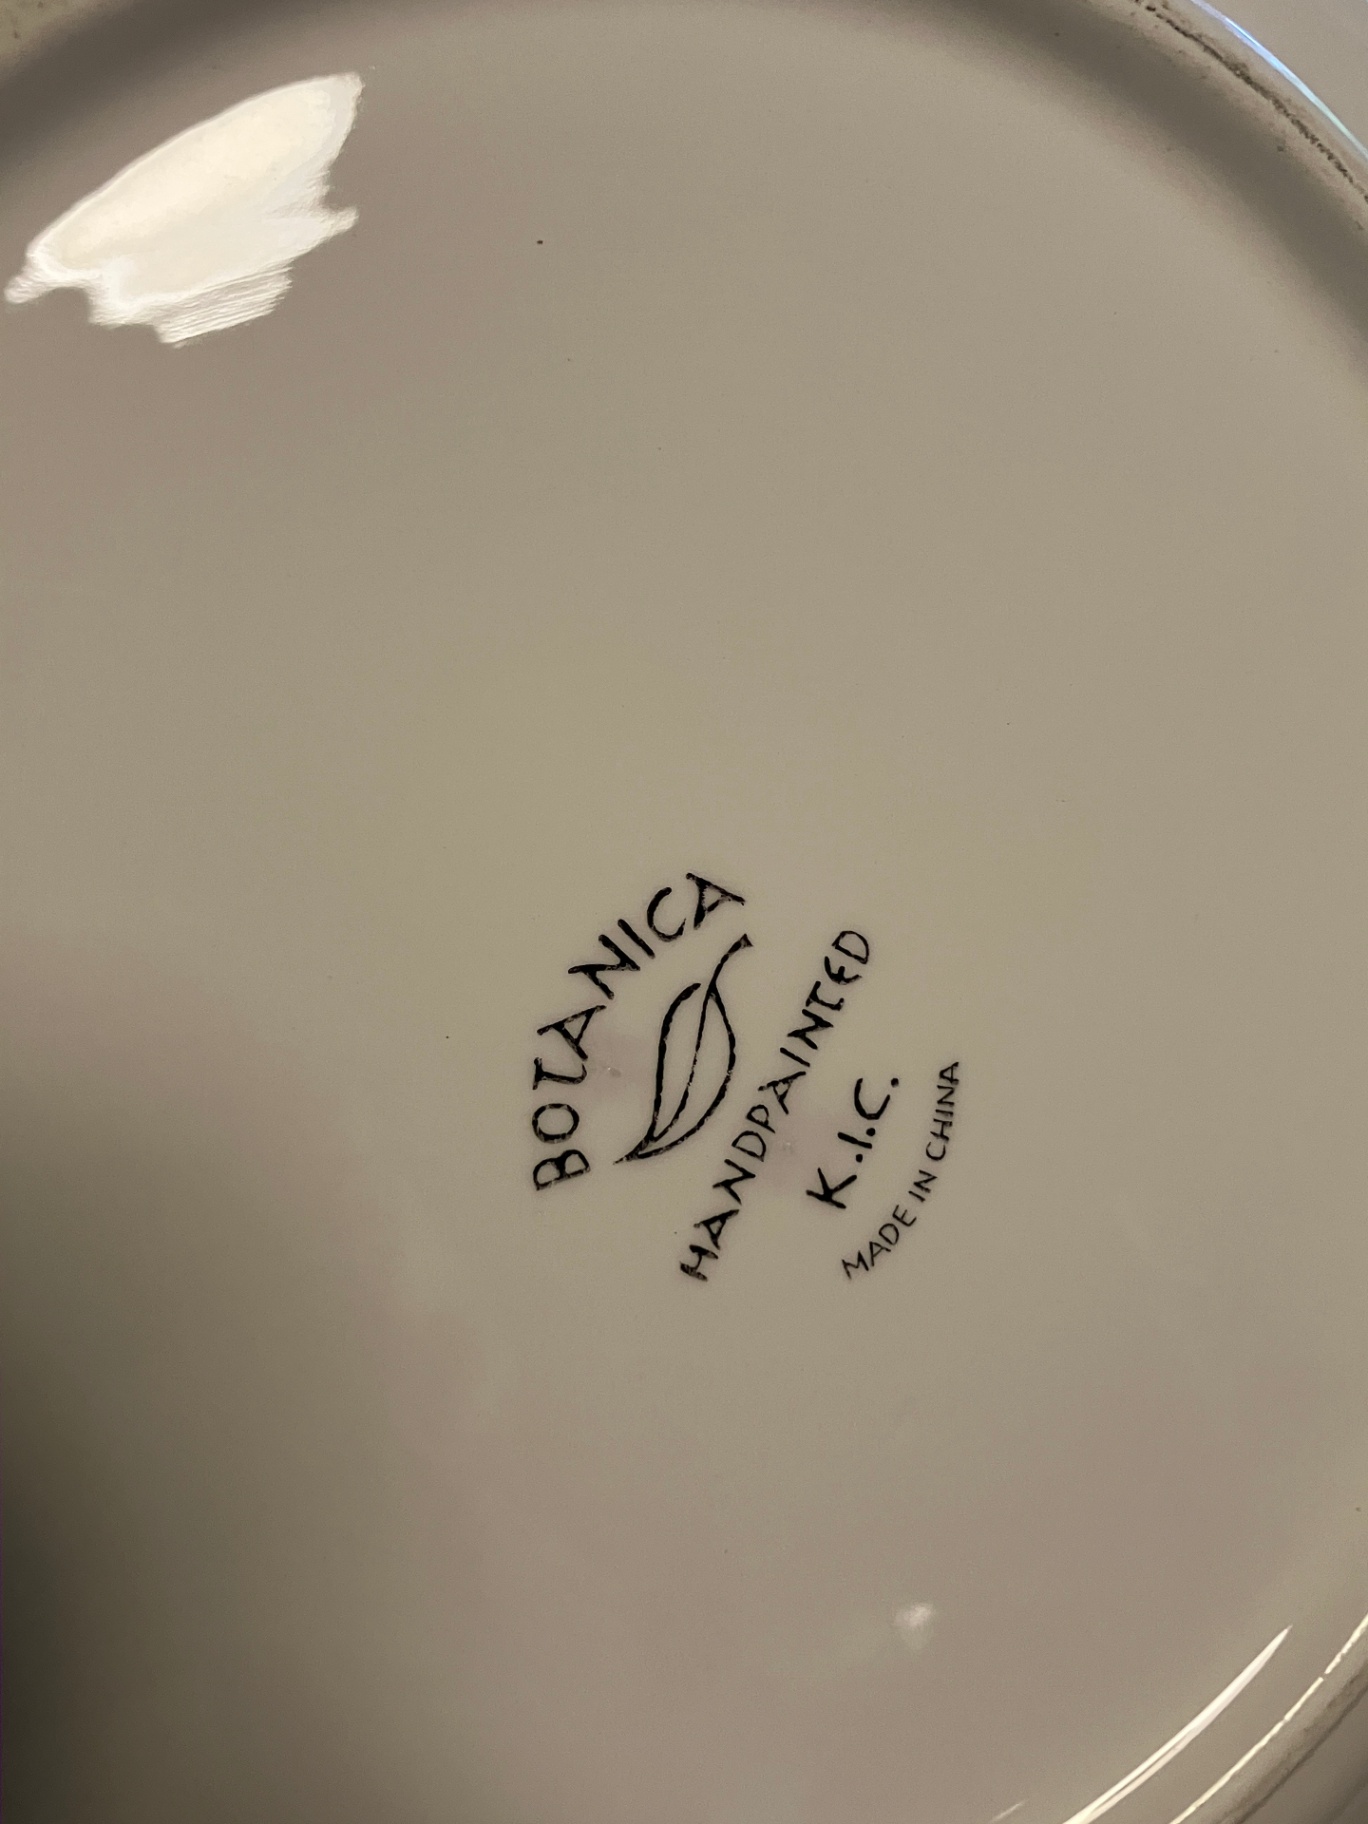 BOTANICA
HANDPAINTED
K.I.C.
MADE IN CHINA